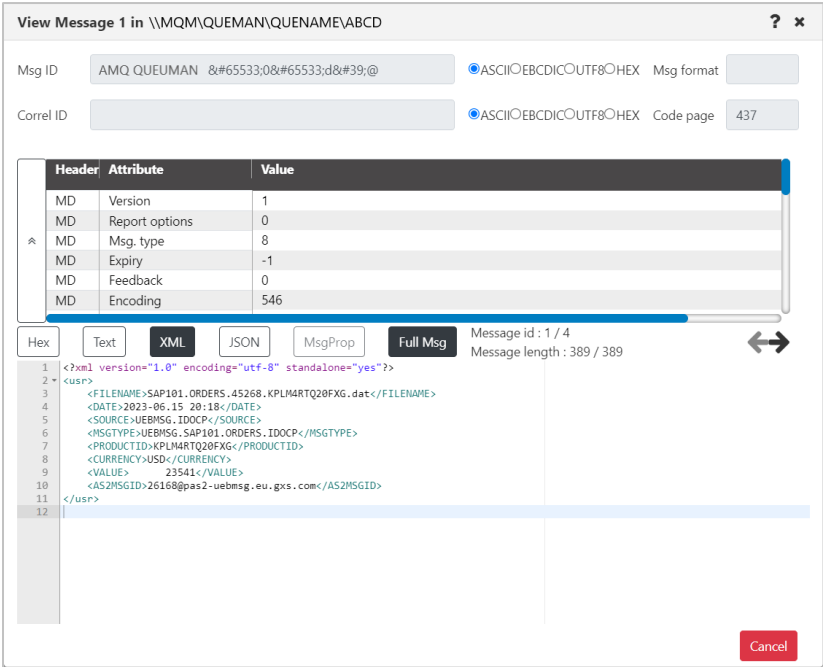 View Message 1 in \\MQM\QUEMAN\QUENAME\ABCD ? ×
Msg ID AMQ QUEUMAN &#65533;0&#65533;d&#39;@ ASCII EBCDIC UTF8 HEX Msg format
Correl ID ASCII EBCDIC UTF8 HEX Code page 437
Header Attribute Value
MD Version 1
MD Report options 0
MD Msg. type 8
MD Expiry -1
MD Feedback 0
MD Encoding 546
Hex Text XML JSON MsgProp Full Msg
Message id : 1 / 4
Message length : 389 / 389
1 <?xml version="1.0" encoding="utf-8" standalone="yes"?>
2 <usr>
3 <FILENAME>SAP101.ORDERS.45268.KPLM4RTQ20FXG.dat</FILENAME>
4 <DATE>2023-06.15 20:18</DATE>
5 <SOURCE>UEBMSG.IDOCP</SOURCE>
6 <MSGTYPE>UEBMSG.SAP101.ORDERS.IDOCP</MSGTYPE>
7 <PRODUCTID>KPLM4RTQ20FXG</PRODUCTID>
8 <CURRENCY>USD</CURRENCY>
9 <VALUE>      23541</VALUE>
10 <AS2MSGID>26168@pas2-uebmsg.eu.gxs.com</AS2MSGID>
11 </usr>
12
Cancel